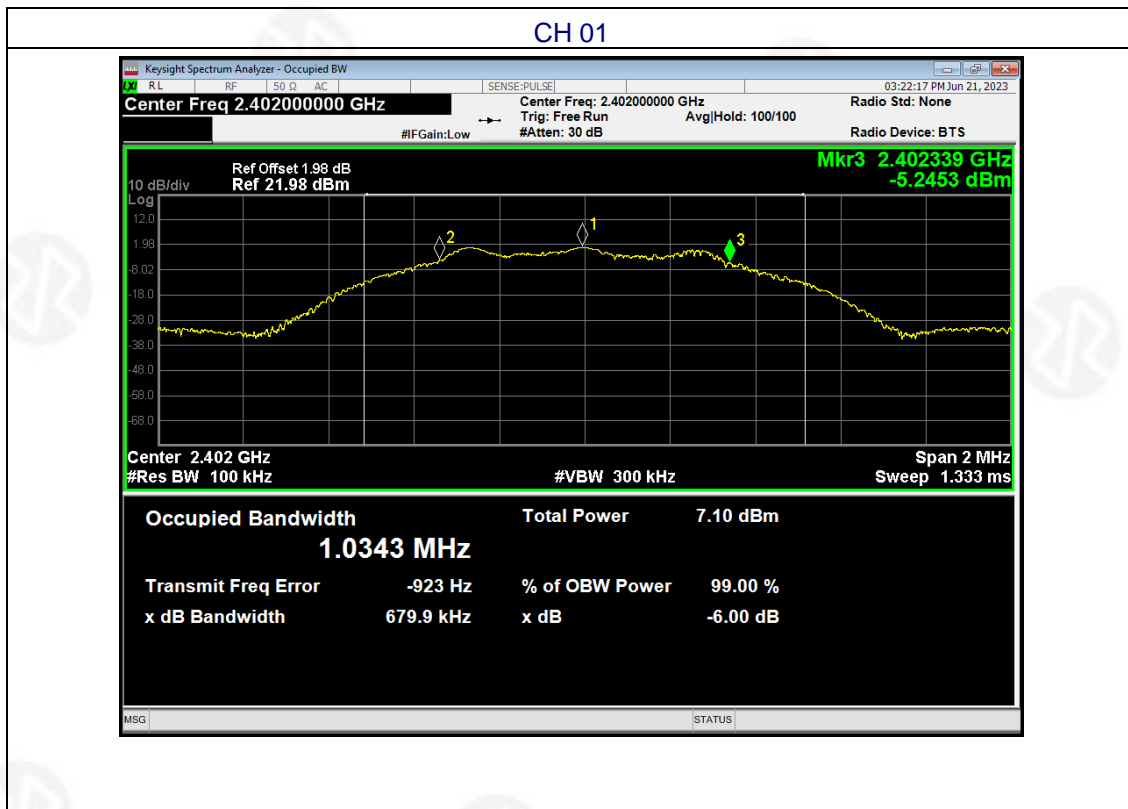 CH 01
Keysight Spectrum Analyzer - Occupied BW
LXI RL RF 50 Ω AC SENSE:PULSE 03:22:17 PM Jun 21, 2023
Center Freq 2.402000000 GHz
Center Freq: 2.402000000 GHz
Radio Std: None
Trig: Free Run
Avg|Hold: 100/100
#IFGain:Low
#Atten: 30 dB
Radio Device: BTS
Mkr3 2.402339 GHz
-5.2453 dBm
Ref Offset 1.98 dB
10 dB/div
Ref 21.98 dBm
Log
12.0
1.98
-8.02
-18.0
-28.0
-38.0
-48.0
-58.0
-68.0
2
1
3
Center 2.402 GHz
Span 2 MHz
#Res BW 100 kHz
#VBW 300 kHz
Sweep 1.333 ms
Occupied Bandwidth
Total Power 7.10 dBm
1.0343 MHz
Transmit Freq Error -923 Hz
% of OBW Power 99.00 %
x dB Bandwidth 679.9 kHz
x dB -6.00 dB
MSG
STATUS